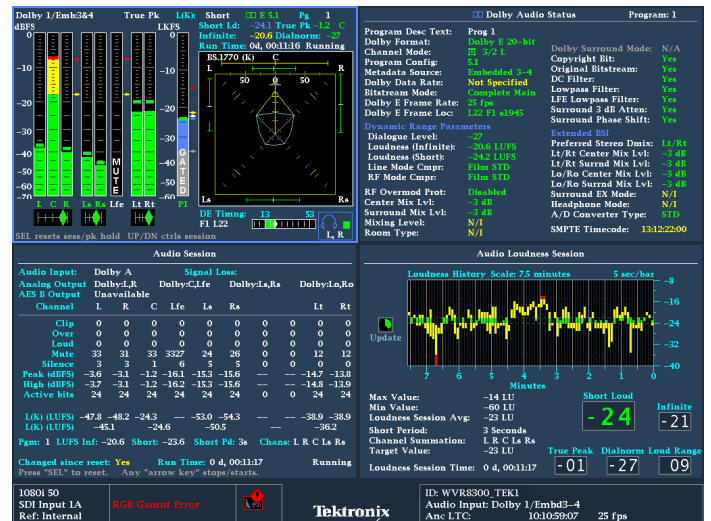 Dolby 1/Emb:3&4 True Pk L(K): Short DD E 5.1 Pg 1
dBFS LKFS Short Ld: -24.1 True Pk -1.2 C
Infinite: -20.6 Dialnorm: -27
Run Time: 0d, 00:11:16 Running
BS.1770 (K) C
50 50
L C R Ls Rs Lfe Lt Rt P1
MUTE
GATED
Ls Rs
DE Timng: 13 53
F1 L22
L, R
SEL resets sess/pk hold UP/DN ctrls session
Dolby Audio Status Program: 1
Program Desc Text: Prog 1
Dolby Format: Dolby E 20-bit
Channel Mode: 3/2 L
Program Config: 5.1
Metadata Source: Embedded 3-4
Dolby Data Rate: Not Specified
Bitstream Mode: Complete Main
Dolby E Frame Rate: 25 fps
Dolby E Frame Loc: L22 F1 s1945
Dynamic Range Parameters
Dialogue Level: -27
Loudness (Infinite): -20.6 LUFS
Loudness (Short): -24.2 LUFS
Line Mode Cmpr: Film STD
RF Mode Cmpr: Film STD
RF Overmod Prot: Disabled
Center Mix Lvl: -3 dB
Surround Mix Lvl: -3 dB
Mixing Level: N/I
Room Type: N/I
Dolby Surround Mode: N/A
Copyright Bit: Yes
Original Bitstream: Yes
DC Filter: Yes
Lowpass Filter: Yes
LFE Lowpass Filter: Yes
Surround 3 dB Atten: Yes
Surround Phase Shift: Yes
Extended BSI
Preferred Stereo Dmix: Lt/Rt
Lt/Rt Center Mix Lvl: -3 dB
Lt/Rt Surrnd Mix Lvl: -3 dB
Lo/Ro Center Mix Lvl: -3 dB
Lo/Ro Surrnd Mix Lvl: -3 dB
Surround EX Mode: N/I
Headphone Mode: N/I
A/D Converter Type: STD
SMPTE Timecode: 13:12:22:00
Audio Session
Audio Input: Dolby A Signal Loss:
Analog Output Dolby:L,R Dolby:C,Lfe Dolby:Ls,Rs Dolby:Lo,Ro
AES B Output Unavailable
Channel L R C Lfe Ls Rs Lt Rt
Clip 0 0 0 0 0 0 0 0 0 0
Over 0 0 0 0 0 0 0 0 0 0
Loud 0 0 0 0 0 0 0 0 0 0
Mute 33 31 33 3327 24 26 0 0 12 12
Silence 3 3 1 6 5 5 0 0 0 0
Peak (dBFS) -3.6 -3.1 -1.2 -16.1 -15.3 -15.6 -- -- -14.7 -13.8
High (dBFS) -3.7 -3.1 -1.2 -16.2 -15.3 -15.6 -- -- -14.8 -13.9
Active bits 24 24 24 24 24 24 0 0 24 24
L(K) (LUFS) -47.8 -48.2 -24.3 -- -53.0 -54.3 -- -- -38.9 -38.9
L(K) (LUFS) -45.1 -24.6 -50.5 -- -36.2
Pgm: 1 LUFS Inf: -20.6 Short: -23.6 Short Pd: 3s Chans: L R C Ls Rs
Changed since reset: Yes Run Time: 0 d, 00:11:17 Running
Press "SEL" to reset. Any "arrow key" stops/starts.
Audio Loudness Session
Loudness History Scale: 7.5 minutes 5 sec/bar
-8
-16
-24
-32
-40
Update
7 6 5 4 3 2 1 0
Minutes
Max Value: -14 LU
Min Value: -60 LU
Loudness Session Avg: -23 LU
Short Period: 3 Seconds
Channel Summation: L R C Ls Rs
Target Value: -23 LU
Loudness Session Time: 0 d, 00:11:17
Short Loud
-24
Infinite
-21
True Peak Dialnorm Loud Range
-01 -27 09
1080i 50
SDI Input 1A
Ref: Internal
RGB Gamut Error
Tektronix
ID: WVR8300_TEK1
Audio Input: Dolby 1/Embd3-4
Anc LTC: 10:10:59:07 25 fps